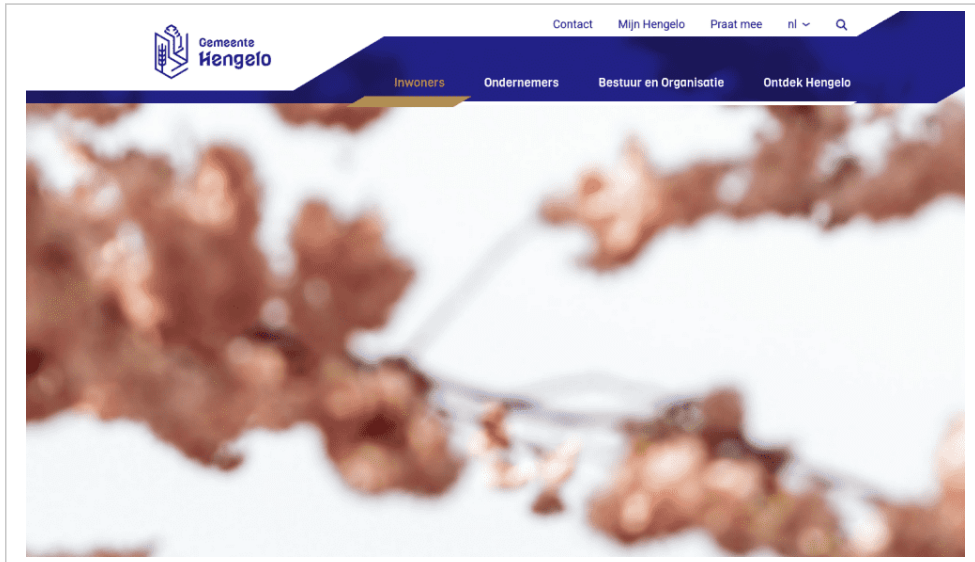 Contact Mijn Hengelo Praat mee nl
Gemeente
Hengelo
Inwoners Ondernemers Bestuur en Organisatie Ontdek Hengelo